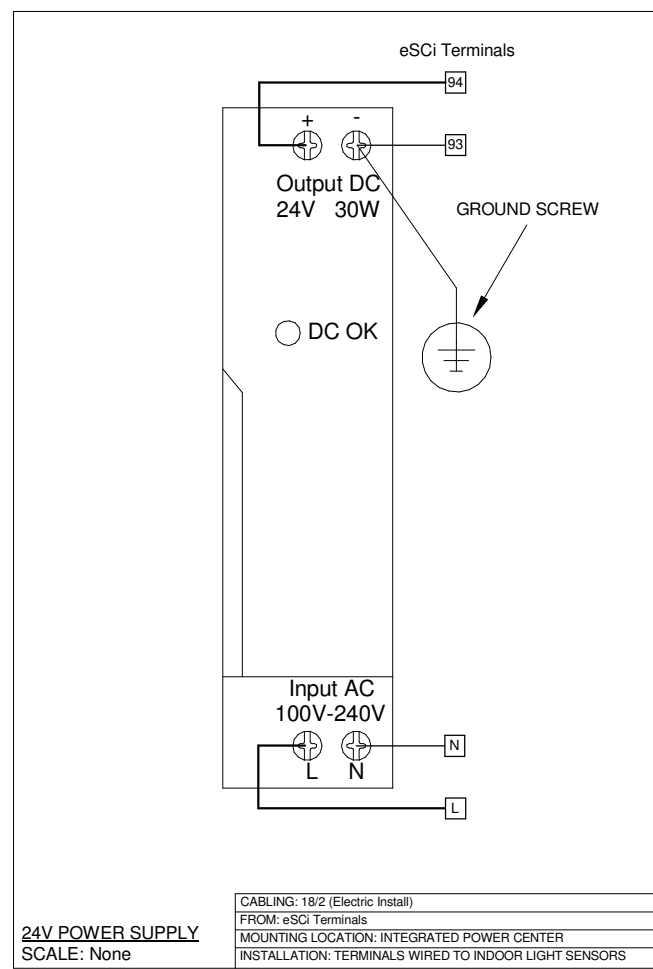 eSCi Terminals
94
+ -
93
Output DC
24V 30W
GROUND SCREW
DC OK
Input AC
100V-240V
N
L N
L
CABLING: 18/2 (Electric Install)
FROM: eSCi Terminals
24V POWER SUPPLY
MOUNTING LOCATION: INTEGRATED POWER CENTER
SCALE: None
INSTALLATION: TERMINALS WIRED TO INDOOR LIGHT SENSORS